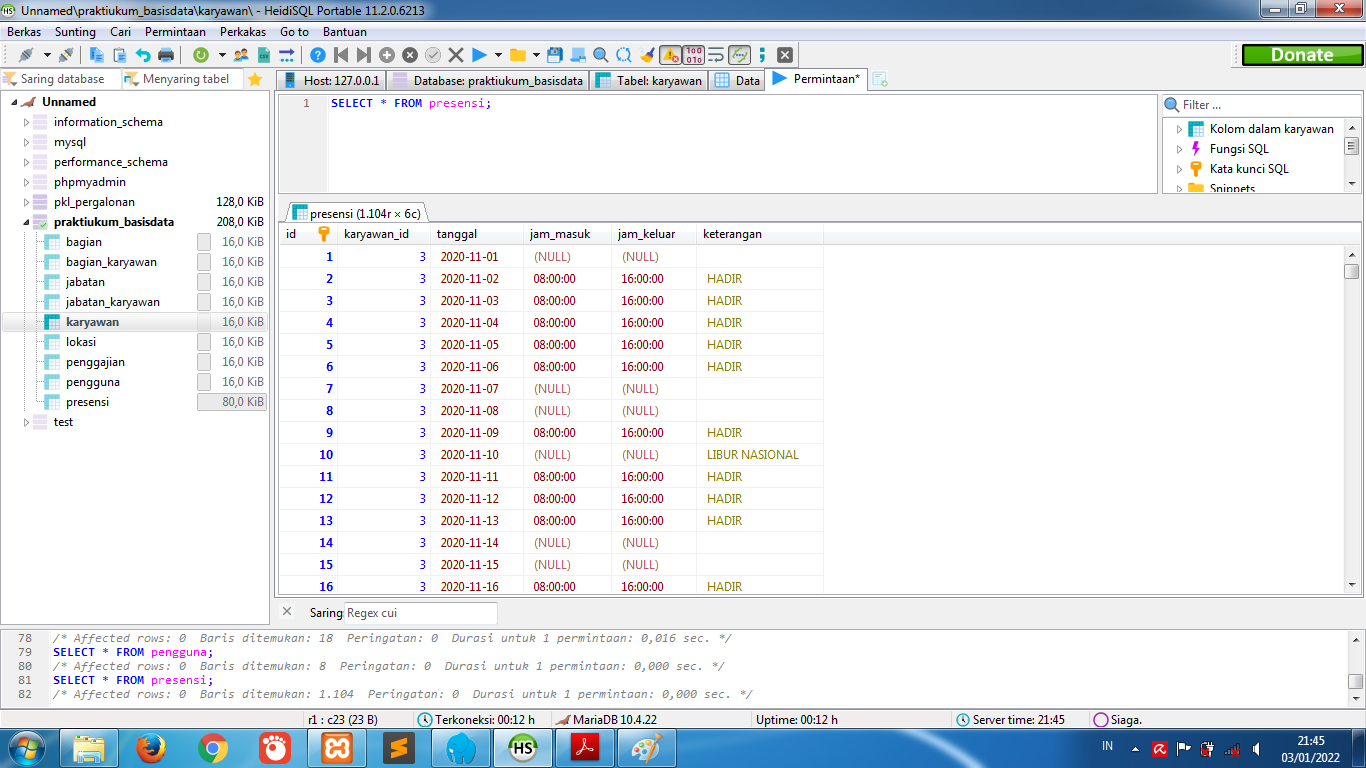 Unnamed\praktiukum_basisdata\karyawan\ - HeidiSQL Portable 11.2.0.6213
Berkas Sunting Cari Permintaan Perkakas Go to Bantuan
Donate
Saring database Menyaring tabel
Host: 127.0.0.1 Database: praktiukum_basisdata Tabel: karyawan Data Permintaan*
Unnamed
information_schema
mysql
performance_schema
phpmyadmin
pkl_pergalonan 128,0 KiB
praktiukum_basisdata 208,0 KiB
bagian 16,0 KiB
bagian_karyawan 16,0 KiB
jabatan 16,0 KiB
jabatan_karyawan 16,0 KiB
karyawan 16,0 KiB
lokasi 16,0 KiB
penggajian 16,0 KiB
pengguna 16,0 KiB
presensi 80,0 KiB
test
1 SELECT * FROM presensi;
Filter ...
Kolom dalam karyawan
Fungsi SQL
Kata kunci SQL
Snippets
presensi (1.104r × 6c)
id karyawan_id tanggal jam_masuk jam_keluar keterangan
1 3 2020-11-01 (NULL) (NULL)
2 3 2020-11-02 08:00:00 16:00:00 HADIR
3 3 2020-11-03 08:00:00 16:00:00 HADIR
4 3 2020-11-04 08:00:00 16:00:00 HADIR
5 3 2020-11-05 08:00:00 16:00:00 HADIR
6 3 2020-11-06 08:00:00 16:00:00 HADIR
7 3 2020-11-07 (NULL) (NULL)
8 3 2020-11-08 (NULL) (NULL)
9 3 2020-11-09 08:00:00 16:00:00 HADIR
10 3 2020-11-10 (NULL) (NULL) LIBUR NASIONAL
11 3 2020-11-11 08:00:00 16:00:00 HADIR
12 3 2020-11-12 08:00:00 16:00:00 HADIR
13 3 2020-11-13 08:00:00 16:00:00 HADIR
14 3 2020-11-14 (NULL) (NULL)
15 3 2020-11-15 (NULL) (NULL)
16 3 2020-11-16 08:00:00 16:00:00 HADIR
Saring: Regex cui
78 /* Affected rows: 0 Baris ditemukan: 18 Peringatan: 0 Durasi untuk 1 permintaan: 0,016 sec. */
79 SELECT * FROM pengguna;
80 /* Affected rows: 0 Baris ditemukan: 8 Peringatan: 0 Durasi untuk 1 permintaan: 0,000 sec. */
81 SELECT * FROM presensi;
82 /* Affected rows: 0 Baris ditemukan: 1.104 Peringatan: 0 Durasi untuk 1 permintaan: 0,000 sec. */
r1 : c23 (23 B) Terkoneksi: 00:12 h MariaDB 10.4.22 Uptime: 00:12 h Server time: 21:45 Siaga.
HS
IN
21:45
03/01/2022